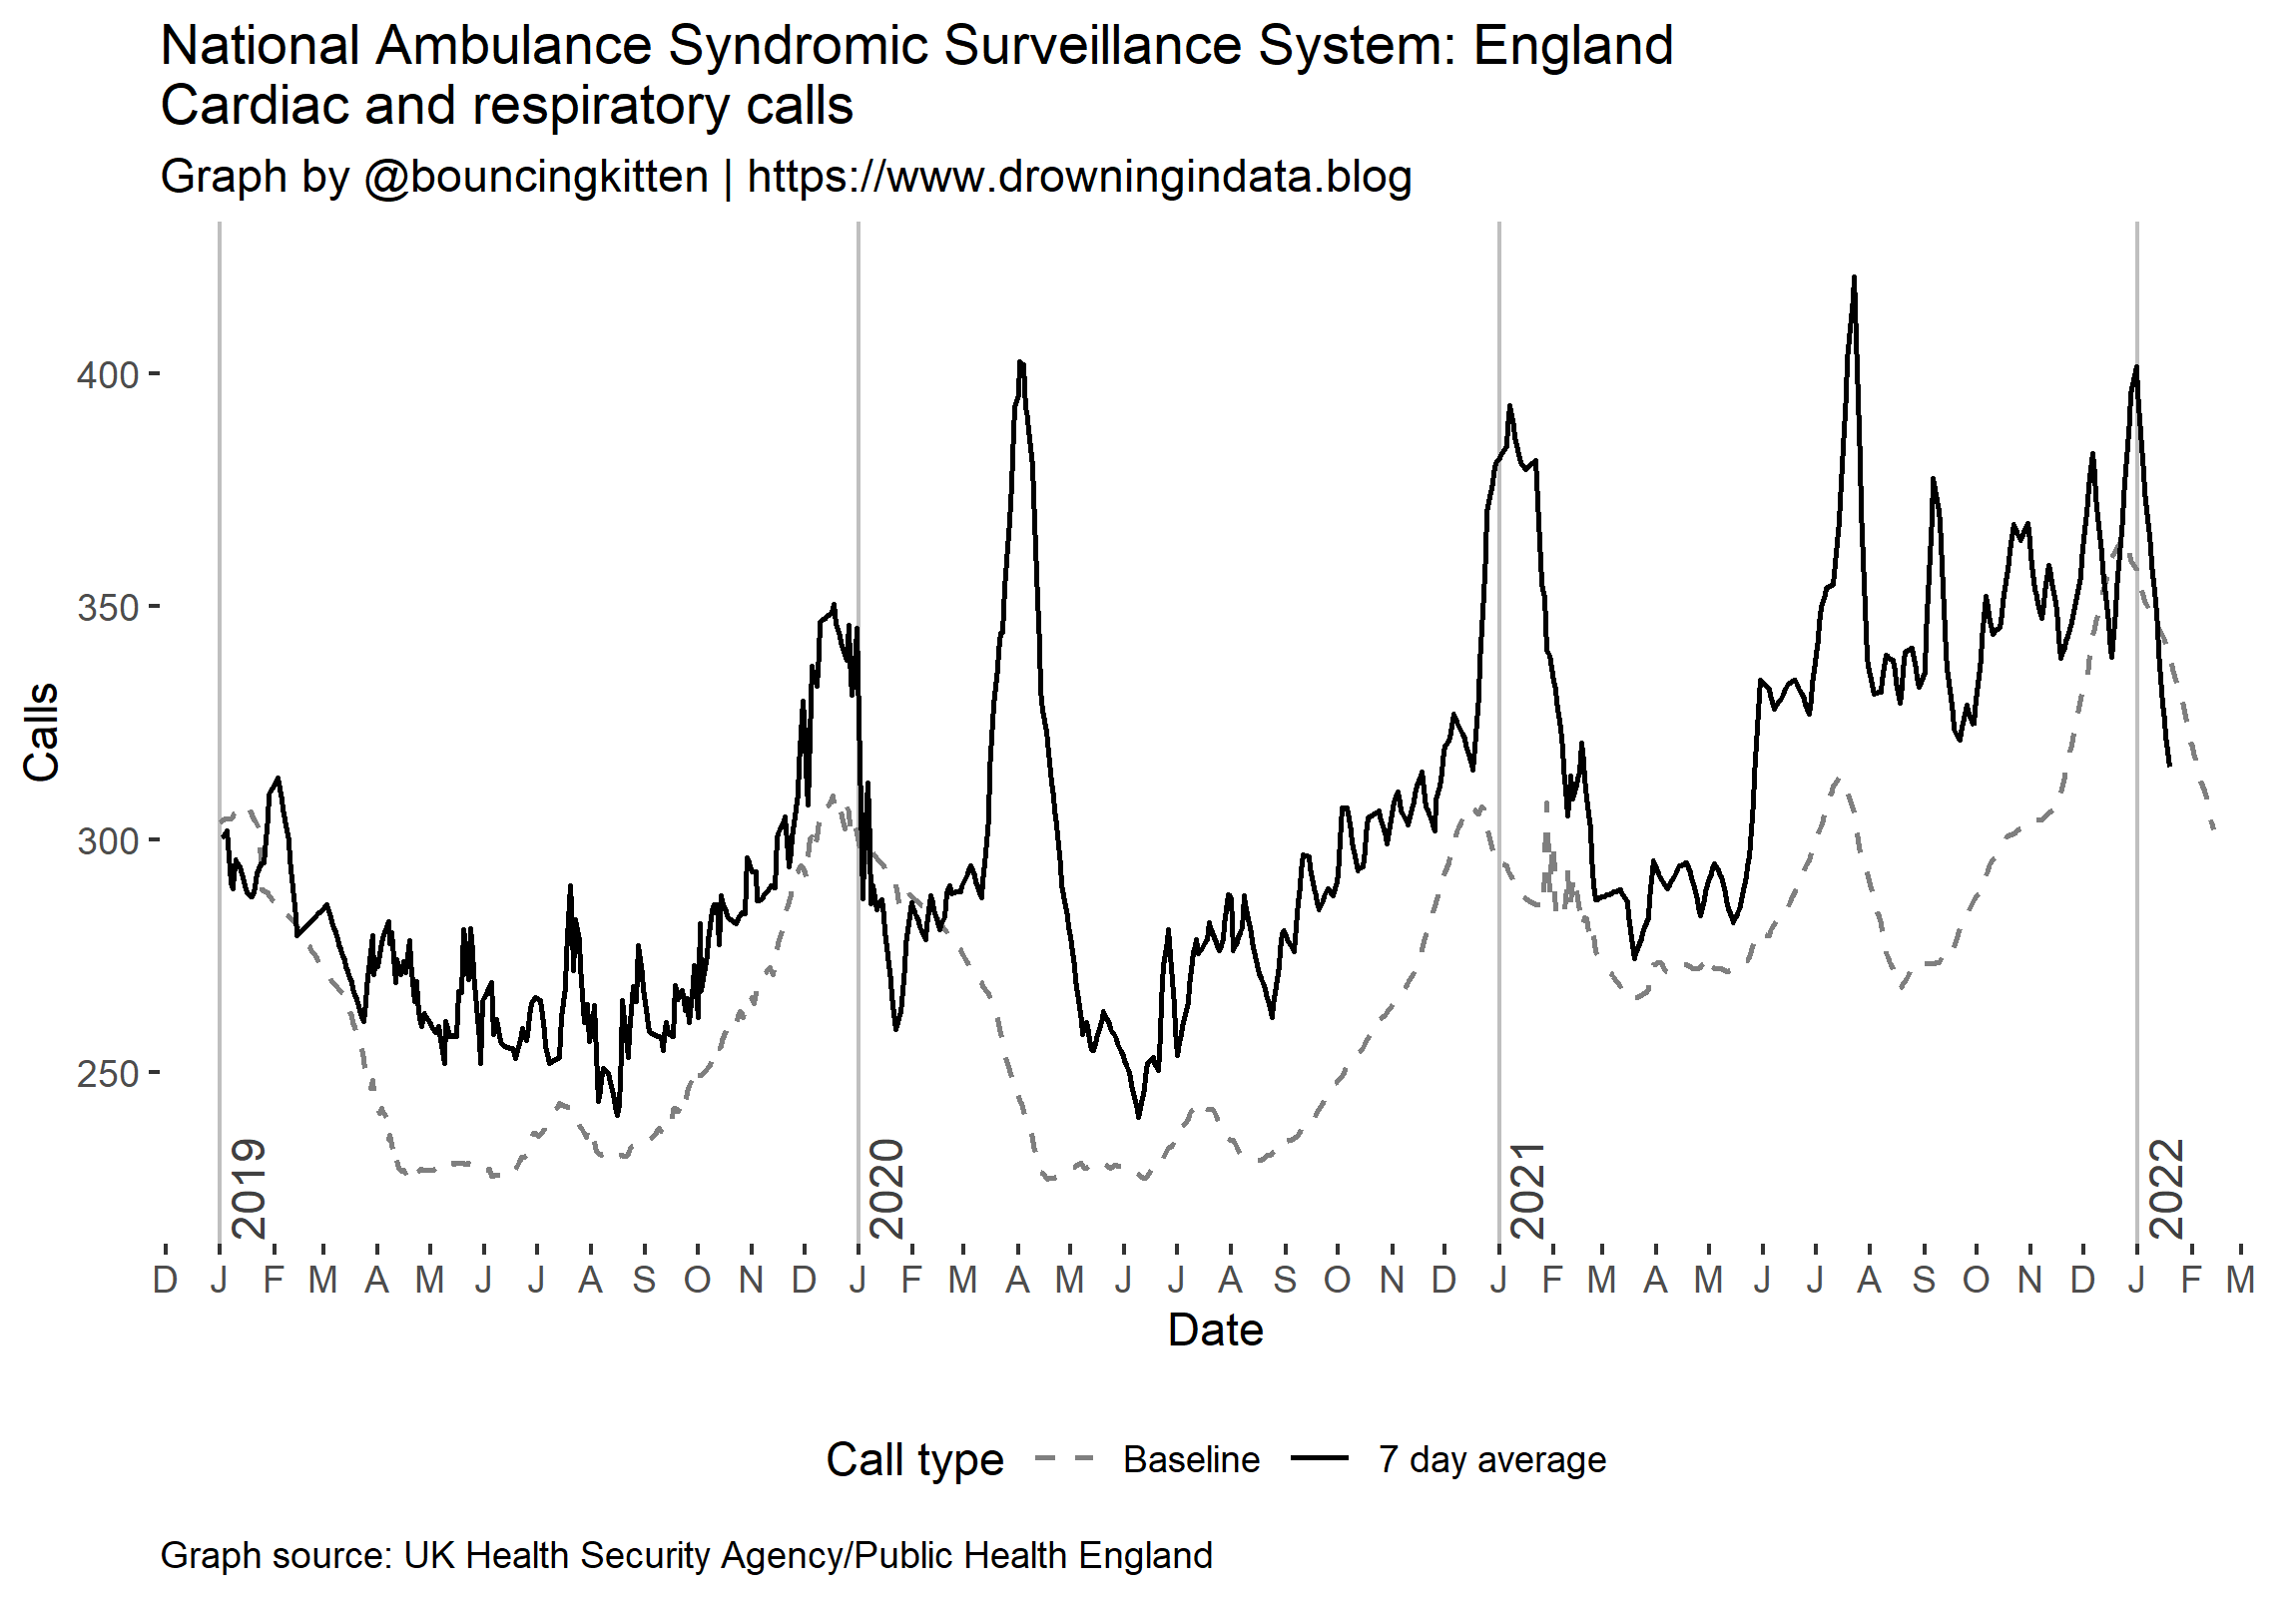 National Ambulance Syndromic Surveillance System: England
Cardiac and respiratory calls
Graph by @bouncingkitten | https://www.drowningindata.blog
Calls
400
350
300
250
2019
2020
2021
2022
D J F M A M J J A S O N D J F M A M J J A S O N D J F M A M J J A S O N D J F M
Date
Call type Baseline 7 day average
Graph source: UK Health Security Agency/Public Health England